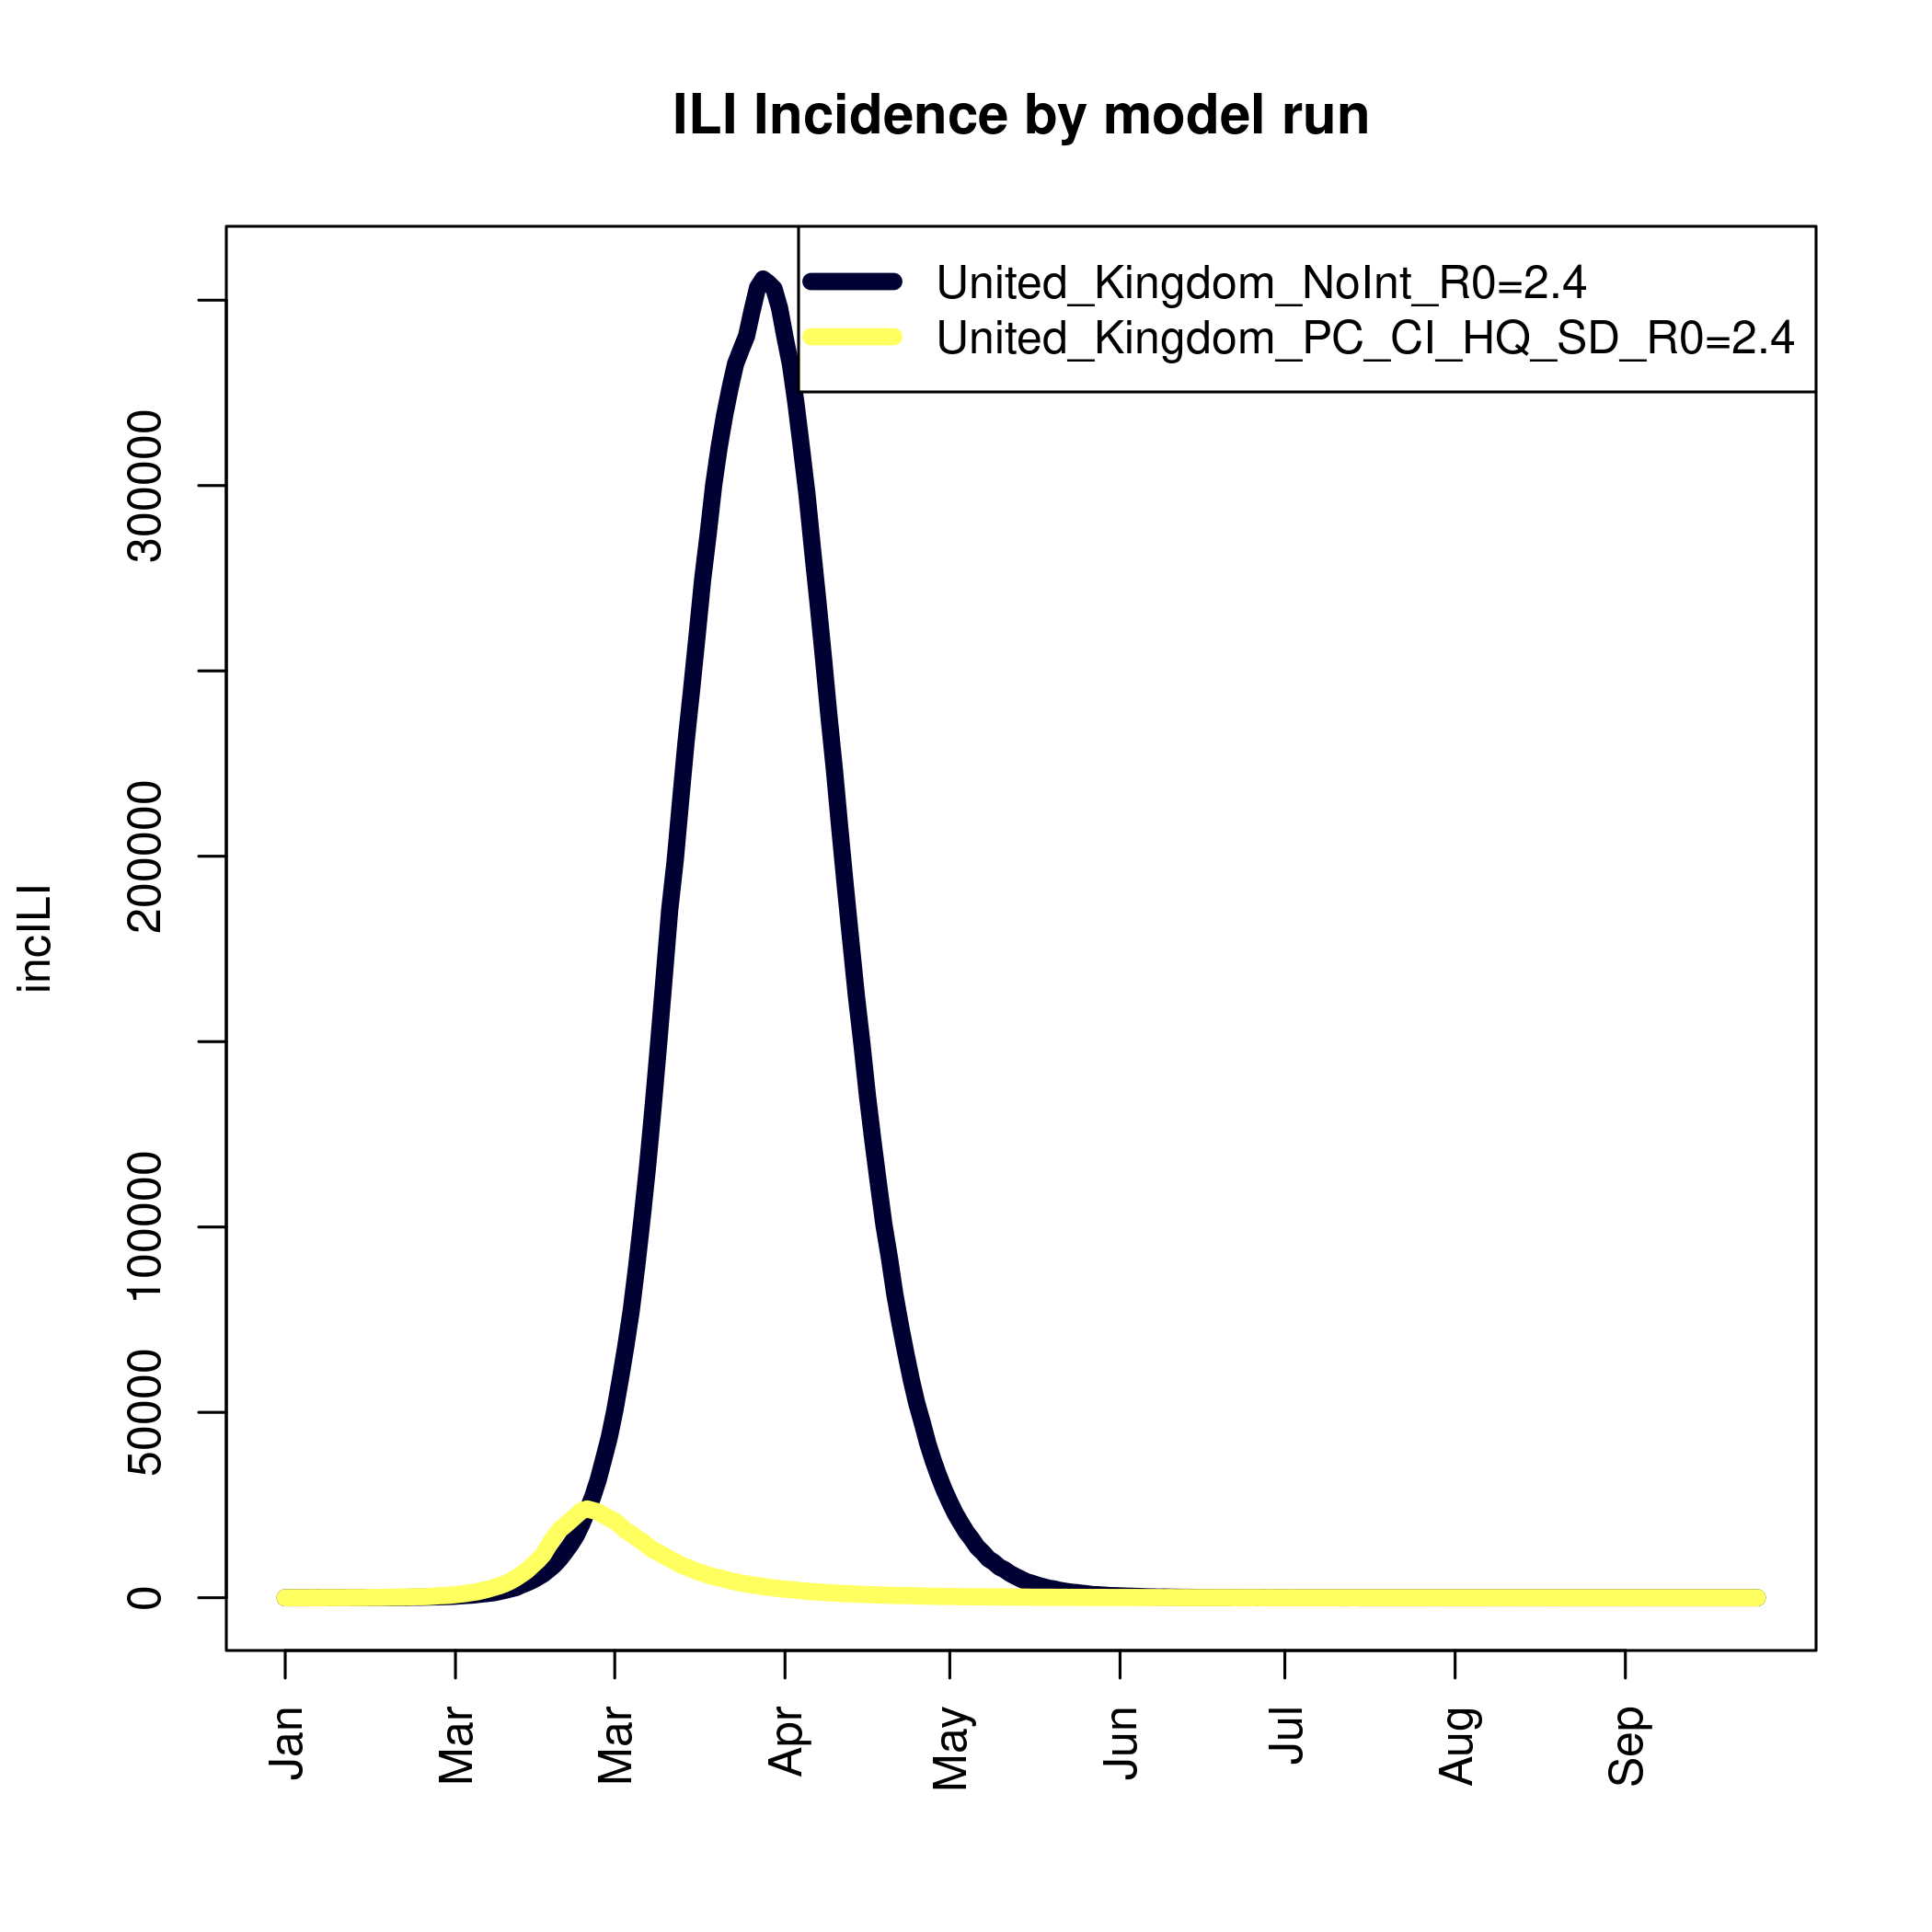 ILI Incidence by model run
United_Kingdom_NoInt_R0=2.4
United_Kingdom_PC_CI_HQ_SD_R0=2.4
incILI
300000
200000
100000
50000
0
Jan Mar Mar Apr May Jun Jul Aug Sep